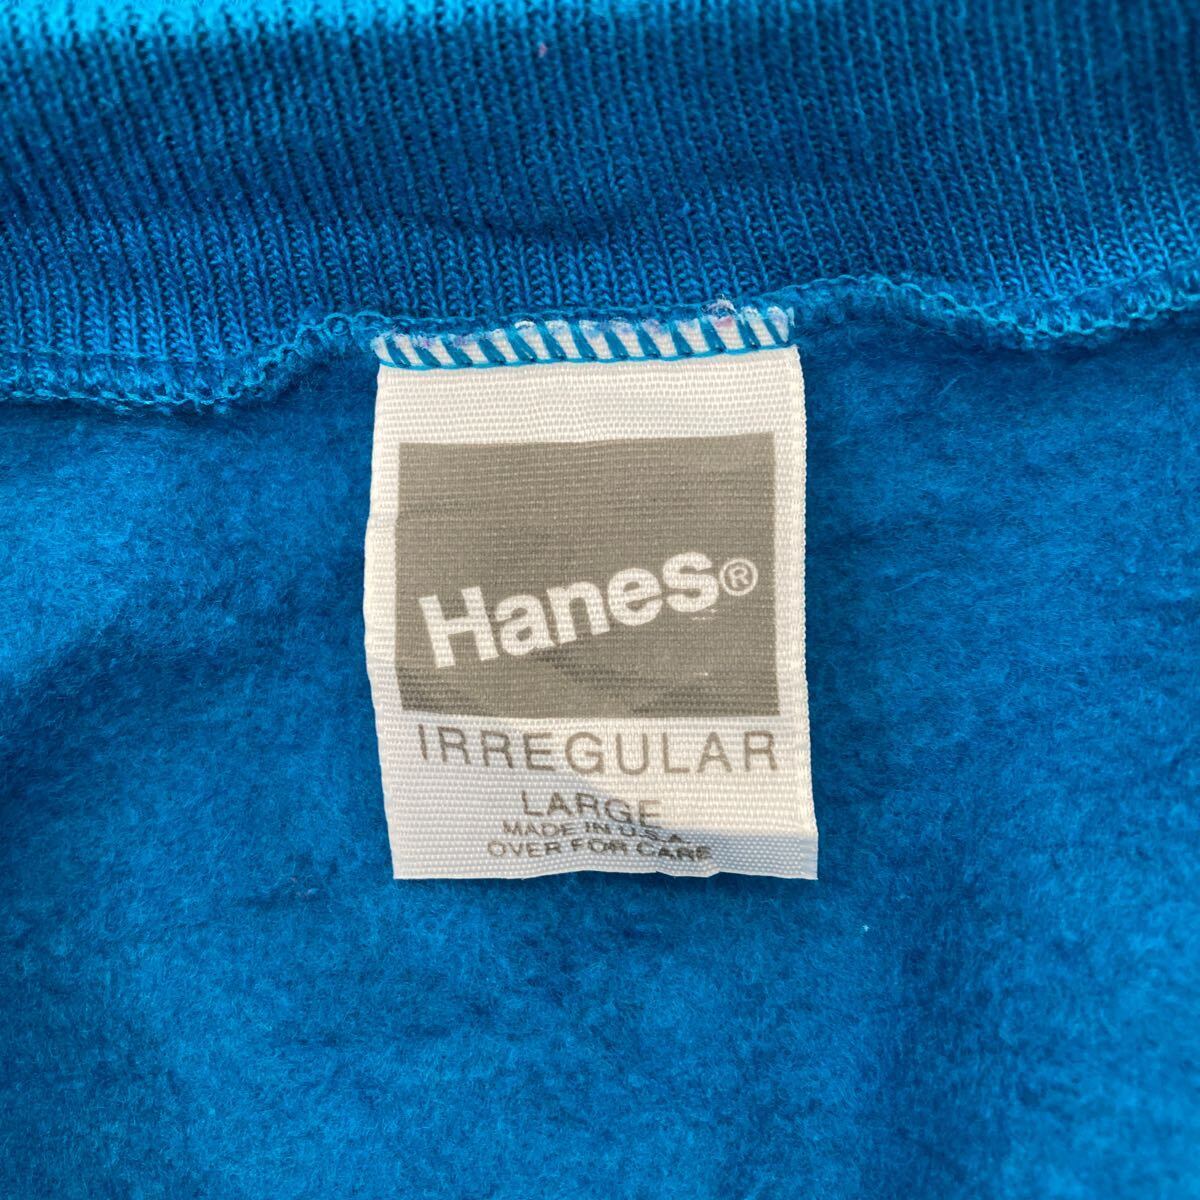 Hanes®
IRREGULAR
LARGE
MADE IN U.S.A.
OVER FOR CARE